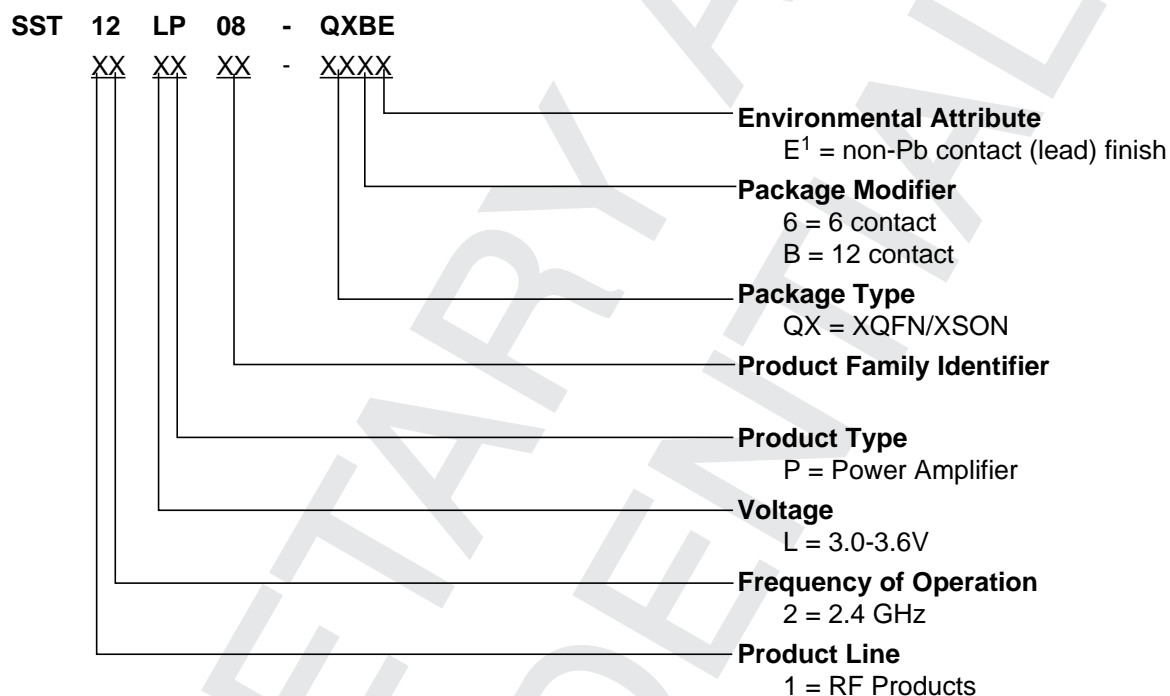 SST 12 LP 08 - QXBE
XX XX XX - XXXX
Environmental Attribute
E1 = non-Pb contact (lead) finish
Package Modifier
6 = 6 contact
B = 12 contact
Package Type
QX = XQFN/XSON
Product Family Identifier
Product Type
P = Power Amplifier
Voltage
L = 3.0-3.6V
Frequency of Operation
2 = 2.4 GHz
Product Line
1 = RF Products